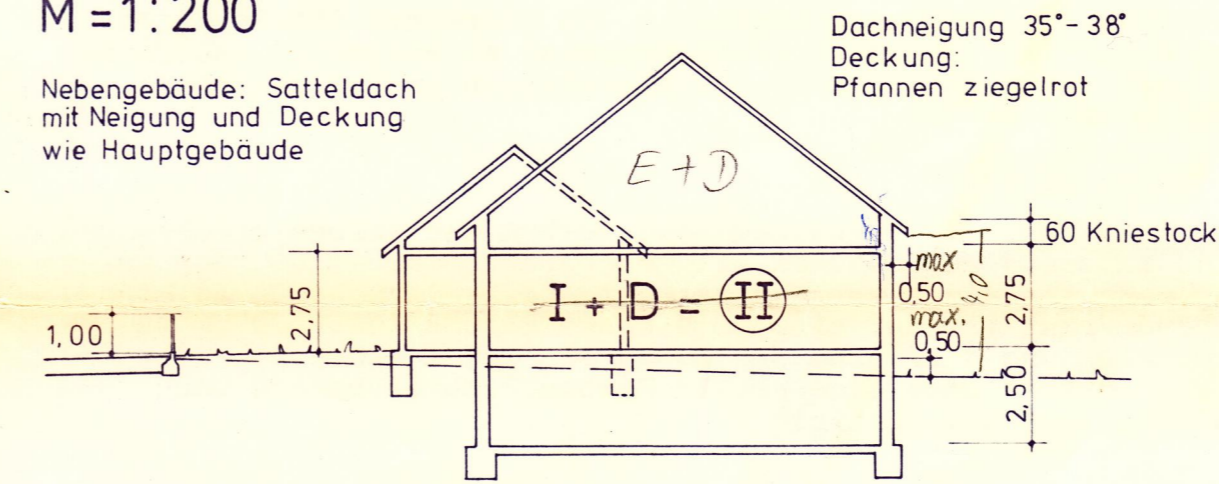 M = 1:200
Nebengebäude: Satteldach
mit Neigung und Deckung
wie Hauptgebäude
Dachneigung 35°-38°
Deckung:
Pfannen ziegelrot
E+D
60 Kniestock
max
0,50
I + D = II
max.
0,50
4,0
2,75
2,75
1,00
2,50